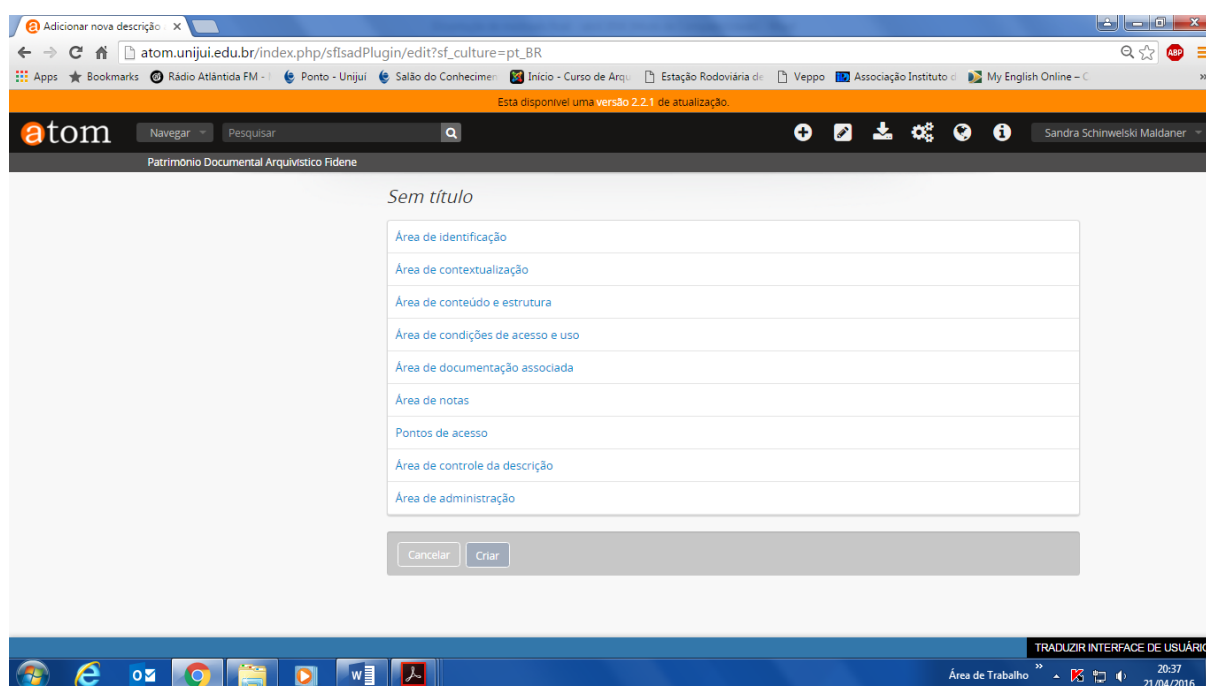 Adicionar nova descrição
atom.unijui.edu.br/index.php/sfIsadPlugin/edit?sf_culture=pt_BR
ABP
Apps Bookmarks Rádio Atlântida FM - Ponto - Unijuí Salão do Conhecimen Início - Curso de Arqu Estação Rodoviária de Veppo Associação Instituto d My English Online – C »
Esta disponível uma versão 2.2.1 de atualização.
atom Navegar Pesquisar Sandra Schinwelski Maldaner
Patrimônio Documental Arquivístico Fidene
Sem título
Área de identificação
Área de contextualização
Área de conteúdo e estrutura
Área de condições de acesso e uso
Área de documentação associada
Área de notas
Pontos de acesso
Área de controle da descrição
Área de administração
Cancelar Criar
TRADUZIR INTERFACE DE USUÁRIO
Área de Trabalho » 20:37
21/04/2016